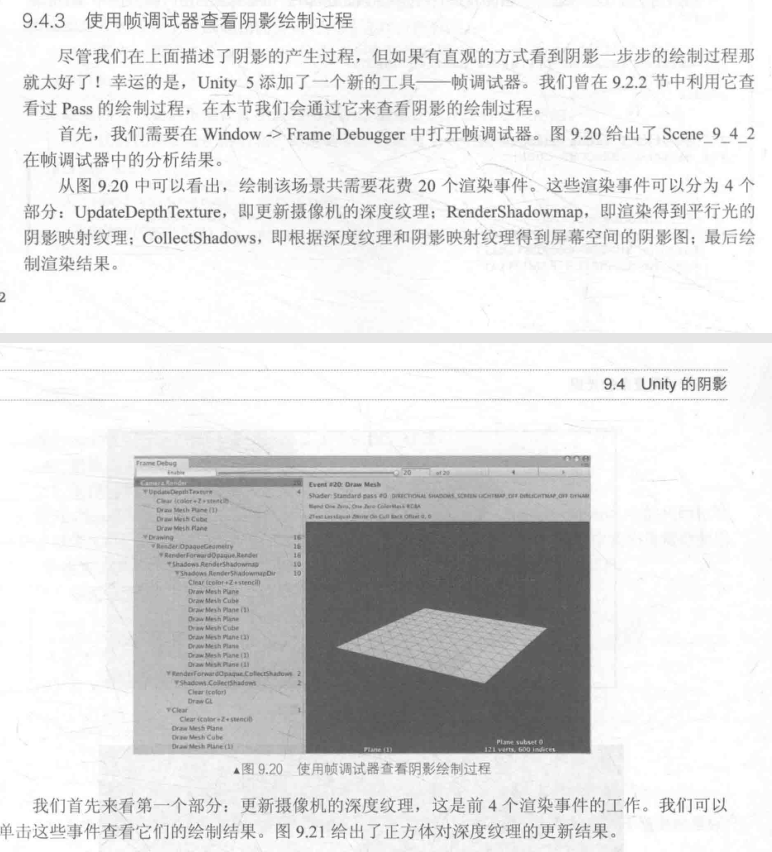 9.4.3 使用帧调试器查看阴影绘制过程
尽管我们在上面描述了阴影的产生过程，但如果有直观的方式看到阴影一步步的绘制过程那
就太好了！幸运的是，Unity 5 添加了一个新的工具——帧调试器。我们曾在 9.2.2 节中利用它查
看过 Pass 的绘制过程，在本节我们会通过它来查看阴影的绘制过程。
首先，我们需要在 Window -> Frame Debugger 中打开帧调试器。图 9.20 给出了 Scene_9_4_2
在帧调试器中的分析结果。
从图 9.20 中可以看出，绘制该场景共需要花费 20 个渲染事件。这些渲染事件可以分为 4 个
部分：UpdateDepthTexture，即更新摄像机的深度纹理；RenderShadowmap，即渲染得到平行光的
阴影映射纹理；CollectShadows，即根据深度纹理和阴影映射纹理得到屏幕空间的阴影图；最后绘
制渲染结果。
2
9.4 Unity 的阴影
Frame Debug
Enable 20 of 20
Camera.Render 20
UpdateDepthTexture 4
Clear (color+Z+stencil)
Draw Mesh Plane (1)
Draw Mesh Cube
Draw Mesh Plane
Drawing 16
Render.OpaqueGeometry 16
RenderForwardOpaque.Render 16
Shadows.RenderShadowmap 10
Shadows.RenderShadowmapDir 10
Clear (color+Z+stencil)
Draw Mesh Plane
Draw Mesh Cube
Draw Mesh Plane (1)
Draw Mesh Plane
Draw Mesh Cube
Draw Mesh Plane (1)
Draw Mesh Plane
Draw Mesh Plane (1)
Draw Mesh Plane (1)
RenderForwardOpaque.CollectShadows 2
Shadows.CollectShadows 2
Clear (color)
Draw GL
Clear 1
Clear (color+Z+stencil)
Draw Mesh Plane
Draw Mesh Cube
Draw Mesh Plane (1)
Event #20: Draw Mesh
Shader: Standard pass #0 DIRECTIONAL SHADOWS_SCREEN LIGHTMAP_OFF DIRLIGHTMAP_OFF DYNAM
Blend One Zero, One Zero ColorMask RGBA
ZTest LessEqual ZWrite On Cull Back Offset 0, 0
Plane (1)
Plane subset 0
121 verts, 600 indices
▲图 9.20 使用帧调试器查看阴影绘制过程
我们首先来看第一个部分：更新摄像机的深度纹理，这是前 4 个渲染事件的工作。我们可以
单击这些事件查看它们的绘制结果。图 9.21 给出了正方体对深度纹理的更新结果。